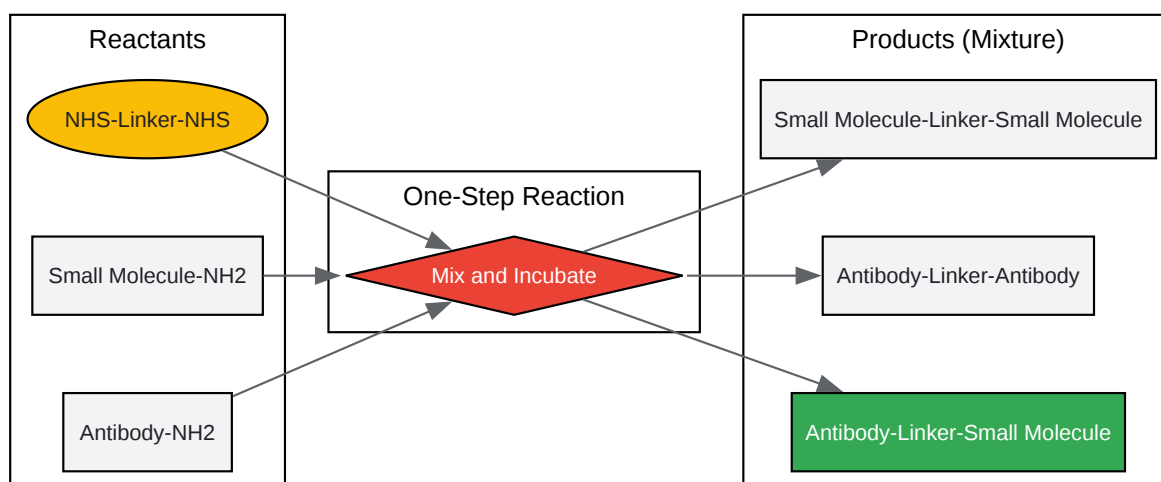 Reactants
NHS-Linker-NHS
Small Molecule-NH2
Antibody-NH2
One-Step Reaction
Mix and Incubate
Products (Mixture)
Small Molecule-Linker-Small Molecule
Antibody-Linker-Antibody
Antibody-Linker-Small Molecule